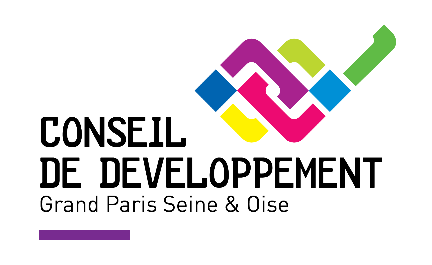 CONSEIL
DE DEVELOPPEMENT
Grand Paris Seine & Oise